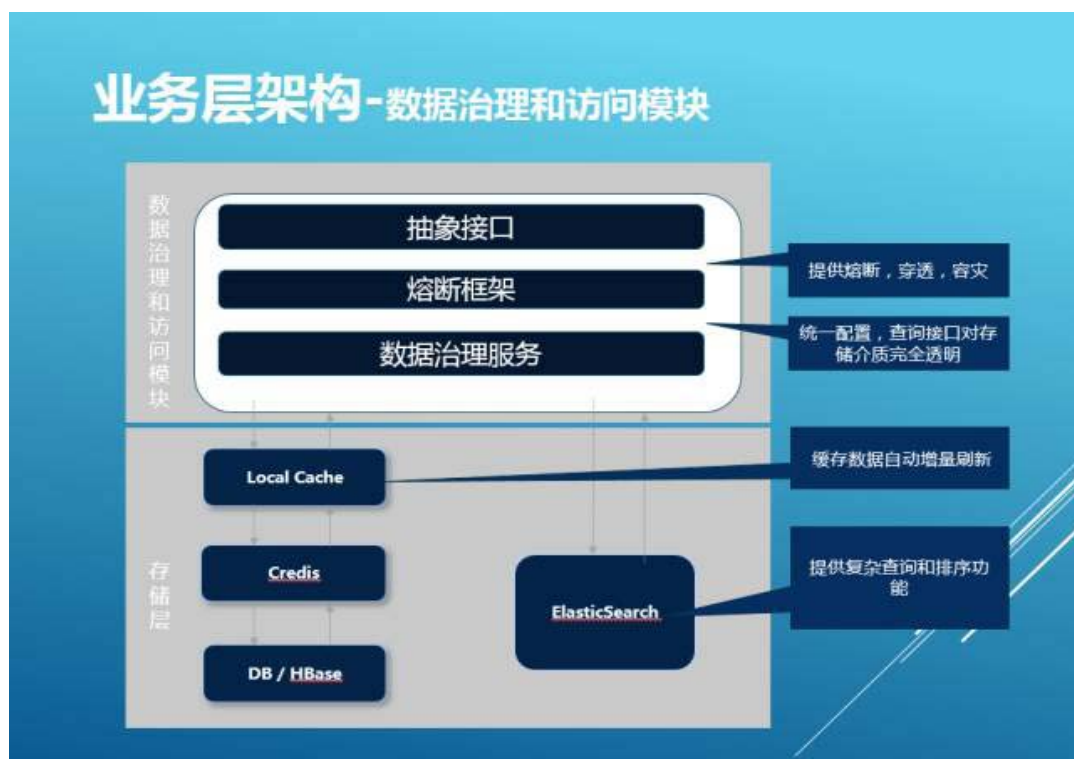 业务层架构-数据治理和访问模块
数据治理和访问模块
抽象接口
熔断框架
数据治理服务
提供熔断，穿透，容灾
统一配置，查询接口对存
储介质完全透明
存储层
Local Cache
Credis
DB / HBase
ElasticSearch
缓存数据自动增量刷新
提供复杂查询和排序功
能